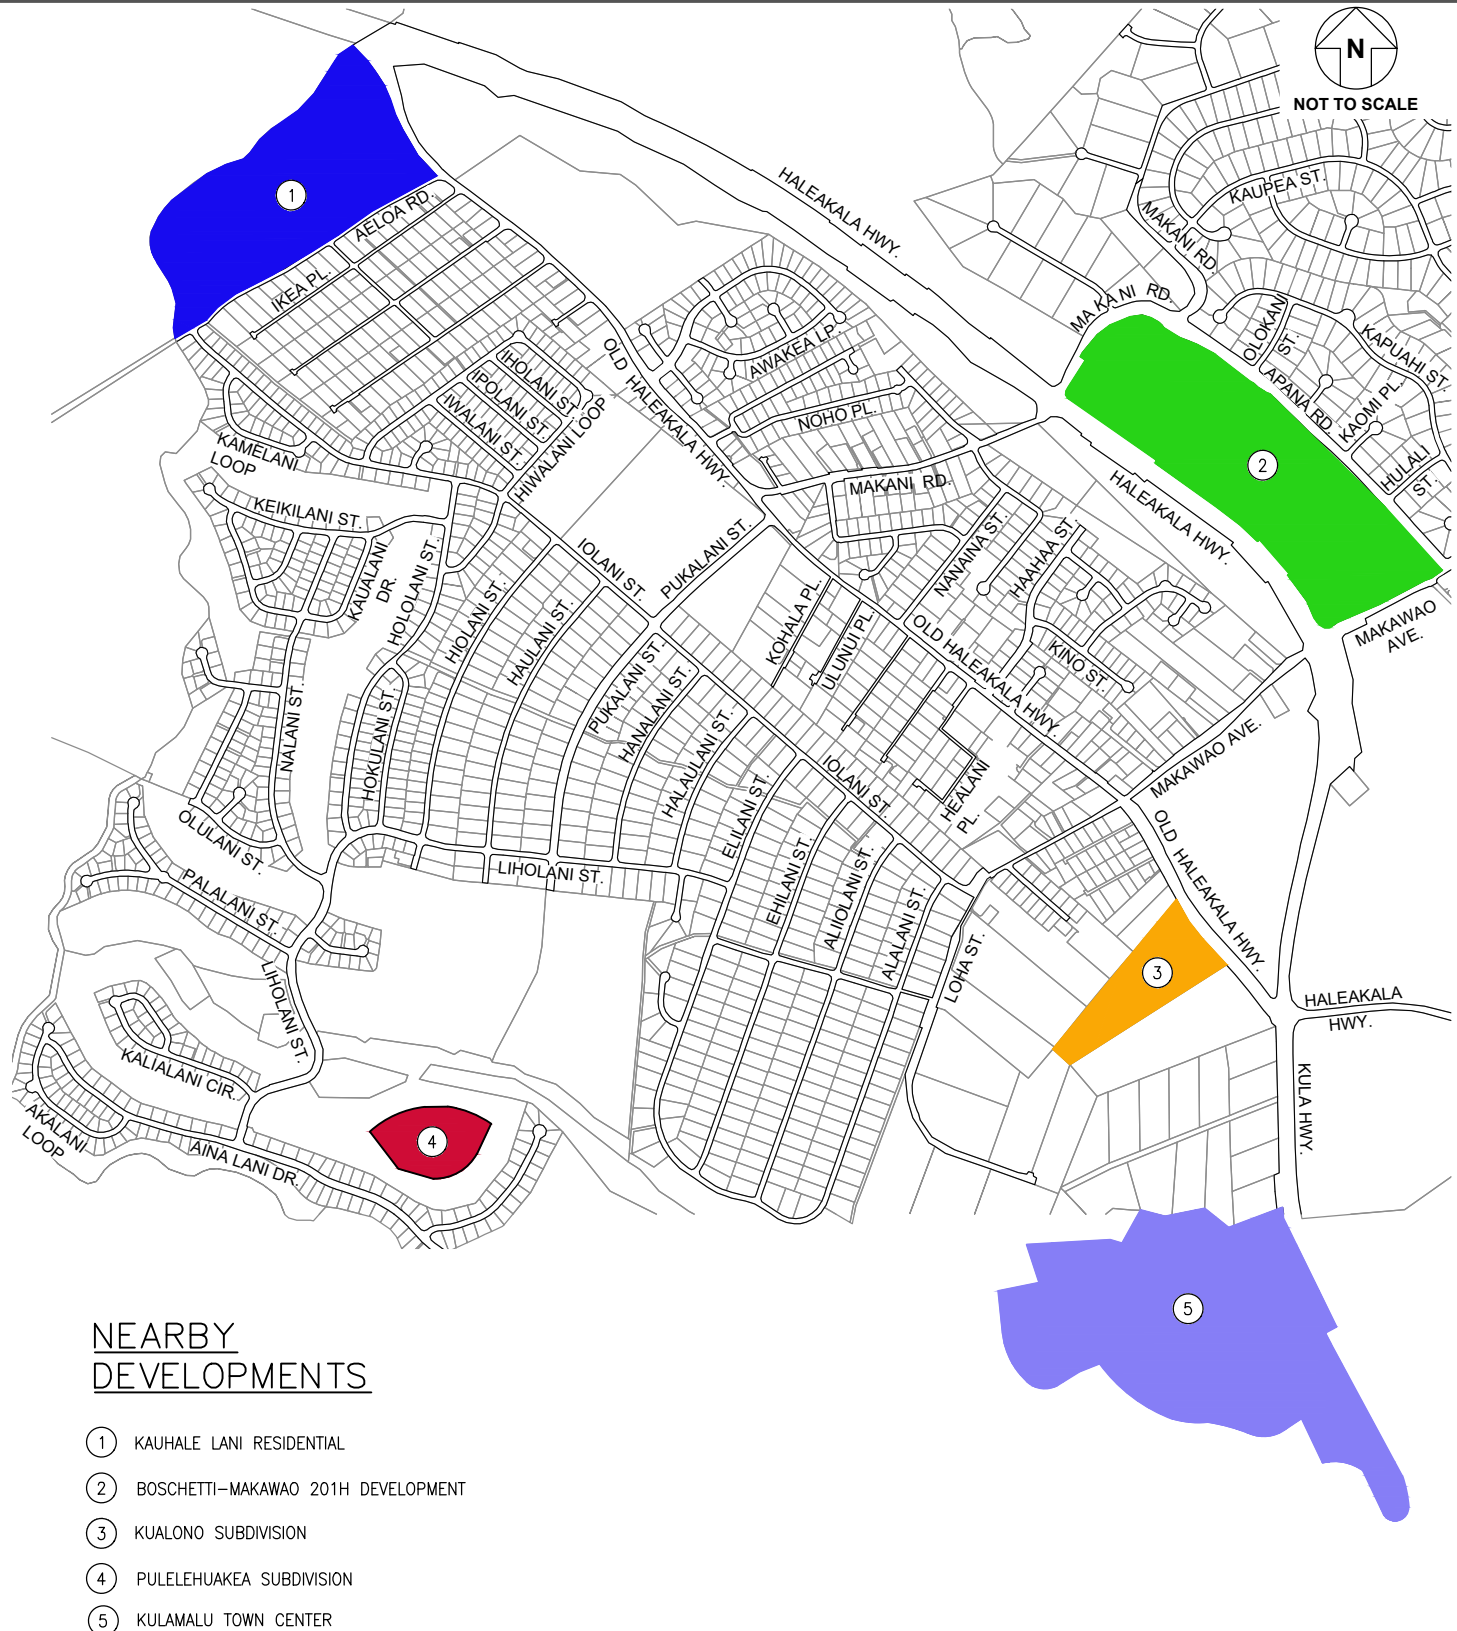 N
NOT TO SCALE
HALEAKALA HWY.
KAUPEA ST.
MAKANI RD.
1
AELOA RD.
IKEA PL.
MAKANI RD.
OLOKAN
ST.
KAPUAHI ST.
APANA RD.
KAOMI PL.
HULALI
ST.
AWAKEA LP.
OLD HALEAKALA HWY.
IHOLANI ST.
IPOLANI ST.
HWALANI ST.
HIWALANI LOOP
NOHO PL.
MAKANI RD.
2
HALEAKALA HWY.
KAMELANI
LOOP
KEIKILANI ST.
KAUALANI
DR.
HOLOLANI ST.
IOLANI ST.
PUKALANI ST.
NANAINA ST.
HAAHAA ST.
MAKAWAO
AVE.
HIOLANI ST.
HAULANI ST.
KOHALA PL.
ULUNUI PL.
OLD HALEAKALA HWY.
KINO ST.
PUKALANI ST.
HANALANI ST.
NALANI ST.
HOKULANI ST.
HALAULANI ST.
IOLANI ST.
HEALANI
PL.
MAKAWAO AVE.
OLULANI ST.
ELILANI ST.
OLD HALEAKALA HWY.
PALALANI ST.
LIHOLANI ST.
EHILANI ST.
ALIIOLANI ST.
ALALANI ST.
LOHA ST.
3
LIHOLANI ST.
HALEAKALA
HWY.
KALIALANI CIR.
KULA HWY.
AKALANI
LOOP
AINA LANI DR.
4
5
NEARBY
DEVELOPMENTS
1 KAUHALE LANI RESIDENTIAL
2 BOSCHETTI-MAKAWAO 201H DEVELOPMENT
3 KUALONO SUBDIVISION
4 PULELEHUAKEA SUBDIVISION
5 KULAMALU TOWN CENTER